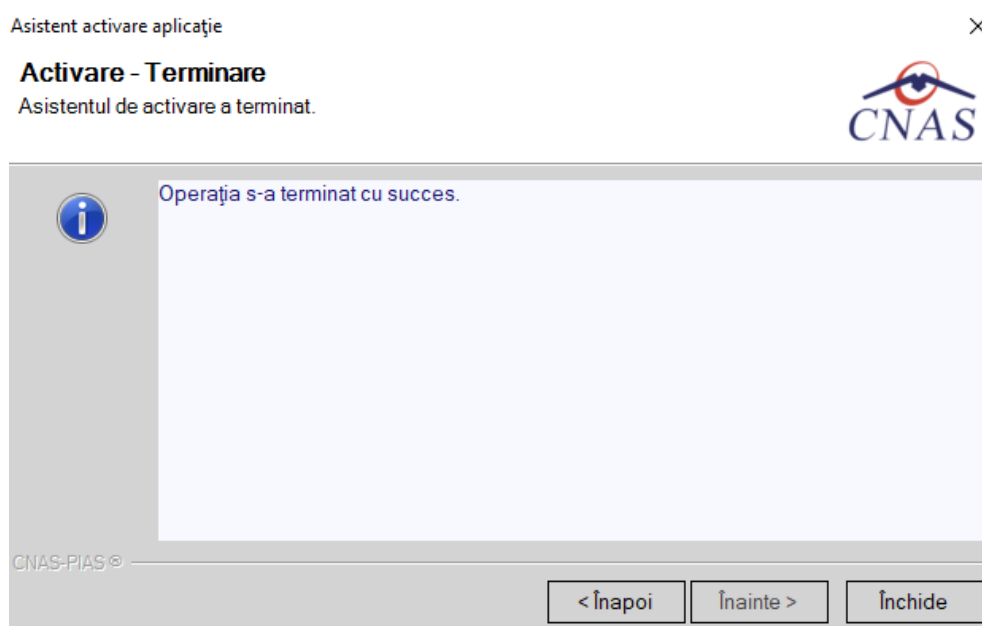 Asistent activare aplicaţie
Activare - Terminare
Asistentul de activare a terminat.
CNAS
Operaţia s-a terminat cu succes.
CNAS-PIAS ®
< Înapoi
Înainte >
Închide